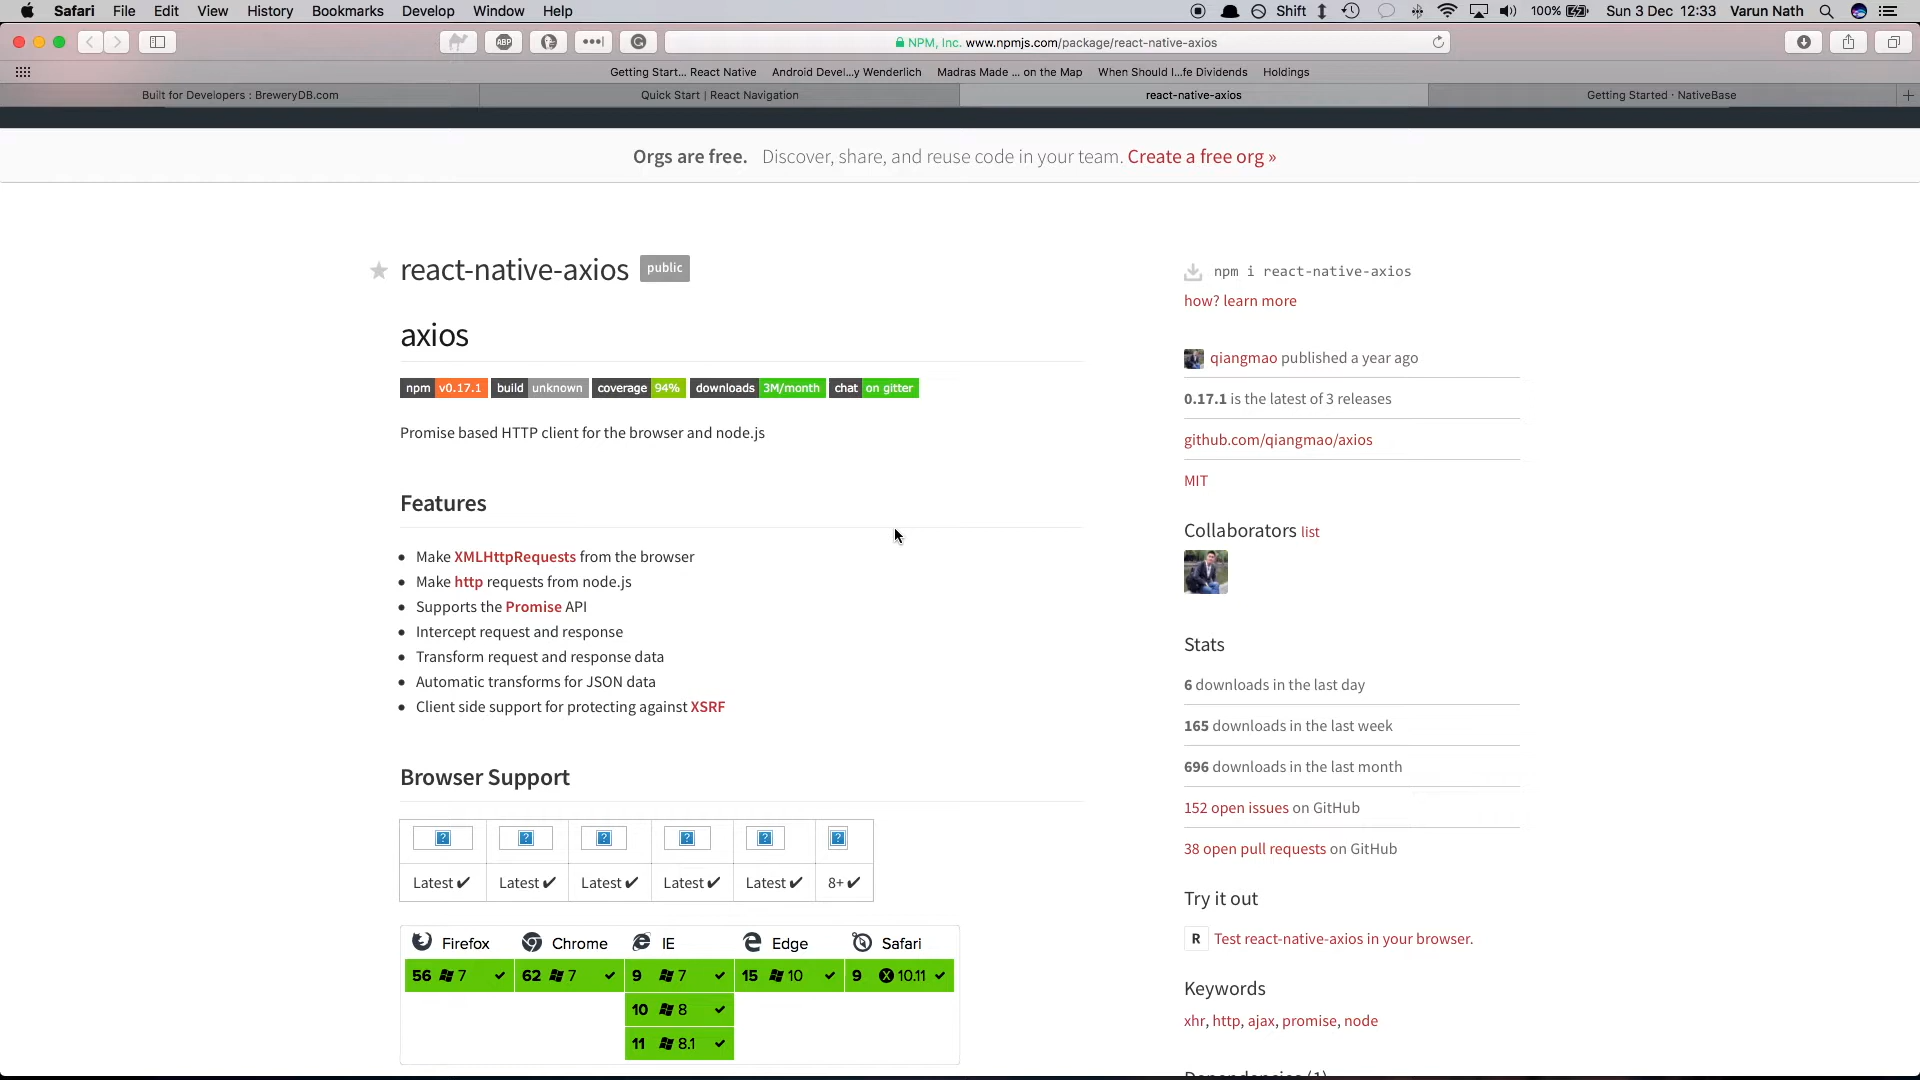 Safari File Edit View History Bookmarks Develop Window Help Shift 100% Sun 3 Dec 12:33 Varun Nath
ABP NPM, Inc. www.npmjs.com/package/react-native-axios
Getting Start... React Native Android Devel...y Wenderlich Madras Made ... on the Map When Should I...fe Dividends Holdings
Built for Developers : BreweryDB.com Quick Start | React Navigation react-native-axios Getting Started · NativeBase
Orgs are free. Discover, share, and reuse code in your team. Create a free org »
react-native-axios public
axios
npm v0.17.1 build unknown coverage 94% downloads 3M/month chat on gitter
Promise based HTTP client for the browser and node.js
Features
Make XMLHttpRequests from the browser
Make http requests from node.js
Supports the Promise API
Intercept request and response
Transform request and response data
Automatic transforms for JSON data
Client side support for protecting against XSRF
Browser Support
Latest ✔ Latest ✔ Latest ✔ Latest ✔ Latest ✔ 8+ ✔
Firefox Chrome IE Edge Safari
56 7 ✔ 62 7 ✔ 9 7 ✔ 15 10 ✔ 9 10.11 ✔
10 8 ✔
11 8.1 ✔
npm i react-native-axios
how? learn more
qiangmao published a year ago
0.17.1 is the latest of 3 releases
github.com/qiangmao/axios
MIT
Collaborators list
Stats
6 downloads in the last day
165 downloads in the last week
696 downloads in the last month
152 open issues on GitHub
38 open pull requests on GitHub
Try it out
R Test react-native-axios in your browser.
Keywords
xhr, http, ajax, promise, node
Dependencies (1)